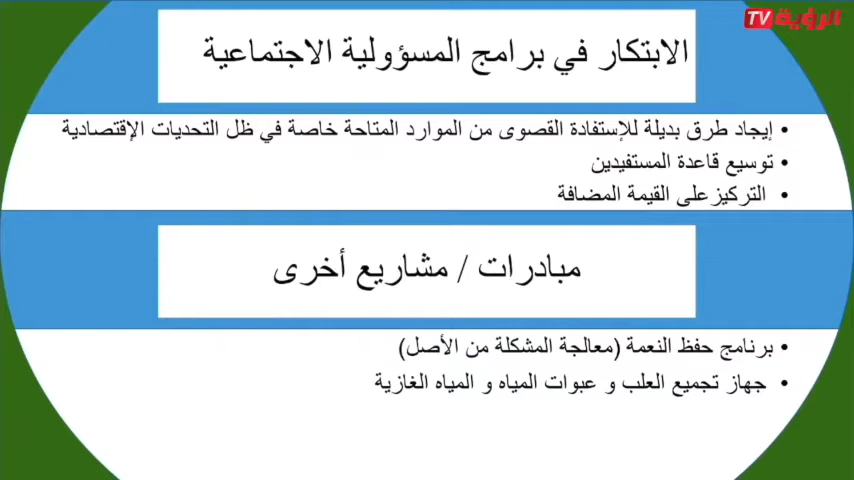 الرؤية TV
الابتكار في برامج المسؤولية الاجتماعية
• إيجاد طرق بديلة للإستفادة القصوى من الموارد المتاحة خاصة في ظل التحديات الإقتصادية
• توسيع قاعدة المستفيدين
• التركيزعلى القيمة المضافة
مبادرات / مشاريع أخرى
• برنامج حفظ النعمة (معالجة المشكلة من الأصل)
• جهاز تجميع العلب و عبوات المياه و المياه الغازية